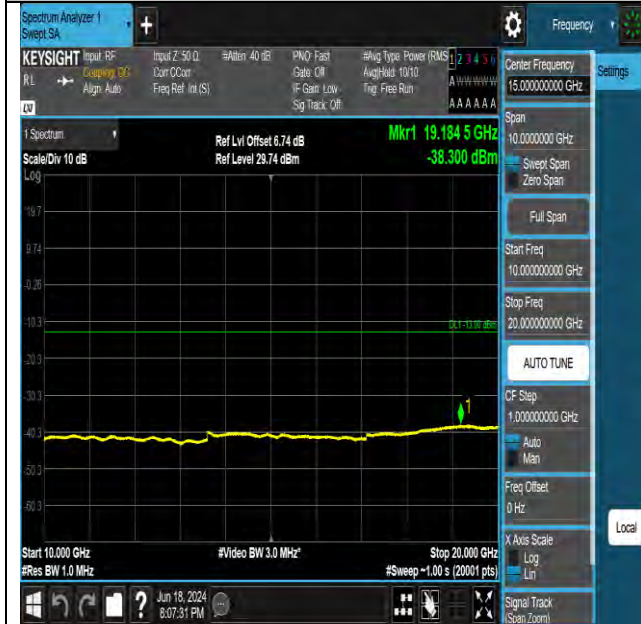 Spectrum Analyzer 1
Swept SA
+
Frequency
KEYSIGHT
RL
LW
Input: RF
Coupling: DC
Align: Auto
Input Z: 50 Ω
Corr CCorr
Freq Ref: Int (S)
#Atten: 40 dB
PNO: Fast
Gate: Off
IF Gain: Low
Sig Track: Off
#Avg Type: Power (RMS
Avg|Hold: 10/10
Trig: Free Run
1 2 3 4 5 6
A W W W W W
A A A A A A
Settings
Center Frequency
15.000000000 GHz
Span
10.0000000 GHz
Swept Span
Zero Span
Full Span
Start Freq
10.000000000 GHz
Stop Freq
20.000000000 GHz
AUTO TUNE
CF Step
1.000000000 GHz
Auto
Man
Freq Offset
0 Hz
X Axis Scale
Log
Lin
Signal Track
(Span Zoom)
Local
1 Spectrum
Scale/Div 10 dB
Ref Lvl Offset 6.74 dB
Ref Level 29.74 dBm
Mkr1 19.184 5 GHz
-38.300 dBm
Log
19.7
9.74
-0.26
-10.3
DL1 -13.00 dBm
-20.3
-30.3
1
-40.3
-50.3
-60.3
Start 10.000 GHz
#Res BW 1.0 MHz
#Video BW 3.0 MHz*
Stop 20.000 GHz
#Sweep ~1.00 s (20001 pts)
?
Jun 18, 2024
8:07:31 PM